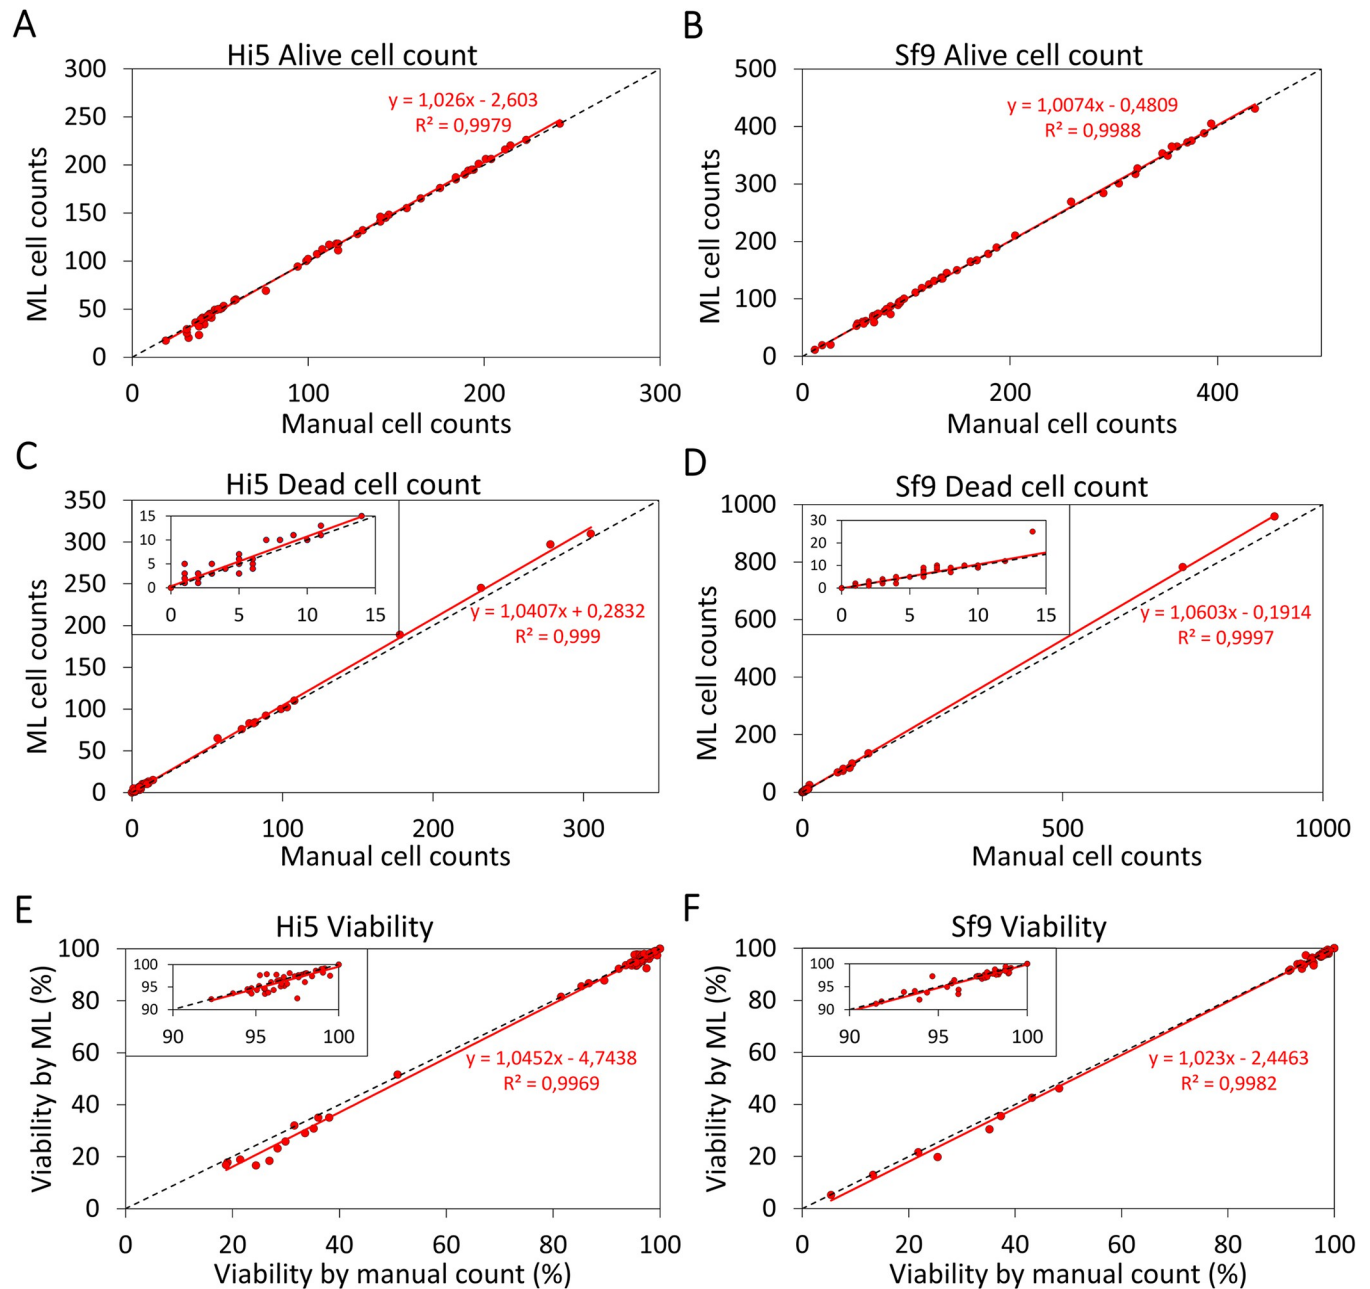 A
Hi5 Alive cell count
300
250
200
150
100
50
0
ML cell counts
y = 1,026x - 2,603
R² = 0,9979
0 100 200 300
Manual cell counts
B
Sf9 Alive cell count
500
400
300
200
100
0
ML cell counts
y = 1,0074x - 0,4809
R² = 0,9988
0 200 400
Manual cell counts
C
Hi5 Dead cell count
350
300
250
200
150
100
50
0
ML cell counts
15
10
5
0
0 5 10 15
y = 1,0407x + 0,2832
R² = 0,999
0 100 200 300
Manual cell counts
D
Sf9 Dead cell count
1000
800
600
400
200
0
ML cell counts
30
20
10
0
0 5 10 15
y = 1,0603x - 0,1914
R² = 0,9997
0 500 1000
Manual cell counts
E
Hi5 Viability
100
80
60
40
20
0
Viability by ML (%)
100
95
90
90 95 100
y = 1,0452x - 4,7438
R² = 0,9969
0 20 40 60 80 100
Viability by manual count (%)
F
Sf9 Viability
100
80
60
40
20
0
Viability by ML (%)
100
95
90
90 95 100
y = 1,023x - 2,4463
R² = 0,9982
0 20 40 60 80 100
Viability by manual count (%)